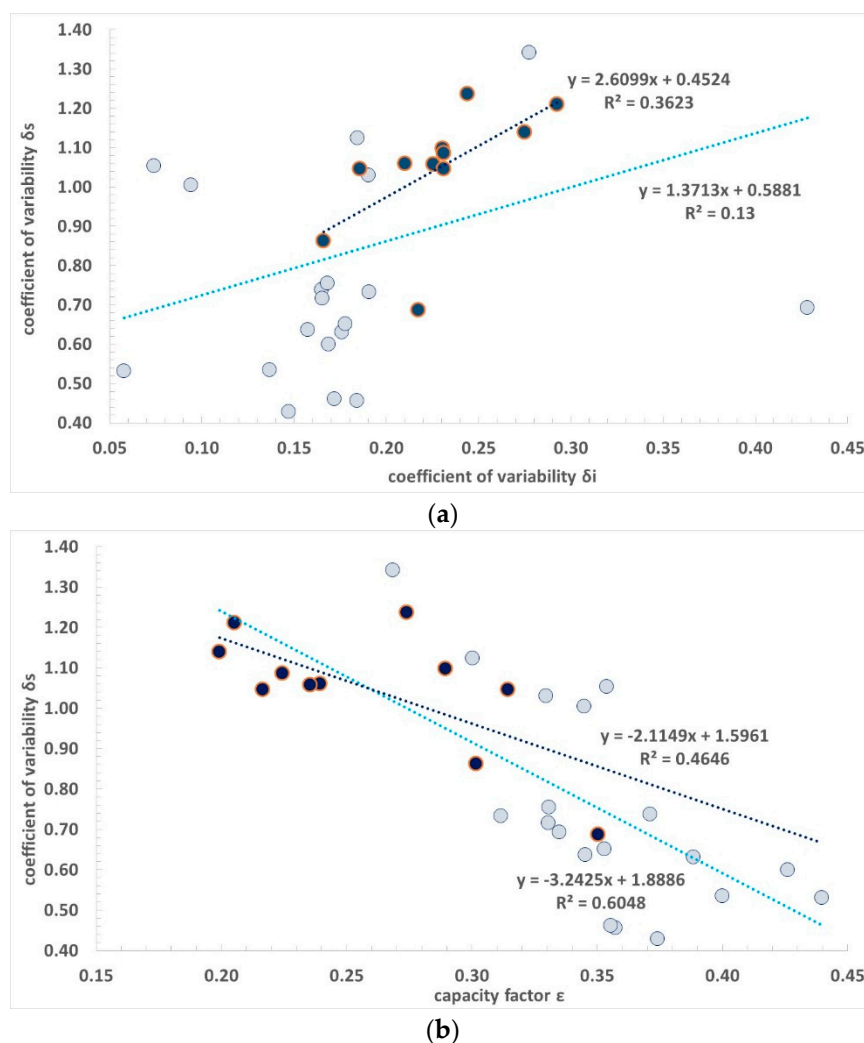 1.40
1.30
1.20
1.10
1.00
0.90
0.80
0.70
0.60
0.50
0.40
coefficient of variability δs
y = 2.6099x + 0.4524
R² = 0.3623
y = 1.3713x + 0.5881
R² = 0.13
0.05 0.10 0.15 0.20 0.25 0.30 0.35 0.40 0.45
coefficient of variability δi
(a)
1.40
1.30
1.20
1.10
1.00
0.90
0.80
0.70
0.60
0.50
0.40
coefficient of variability δs
y = -2.1149x + 1.5961
R² = 0.4646
y = -3.2425x + 1.8886
R² = 0.6048
0.15 0.20 0.25 0.30 0.35 0.40 0.45
capacity factor ε
(b)